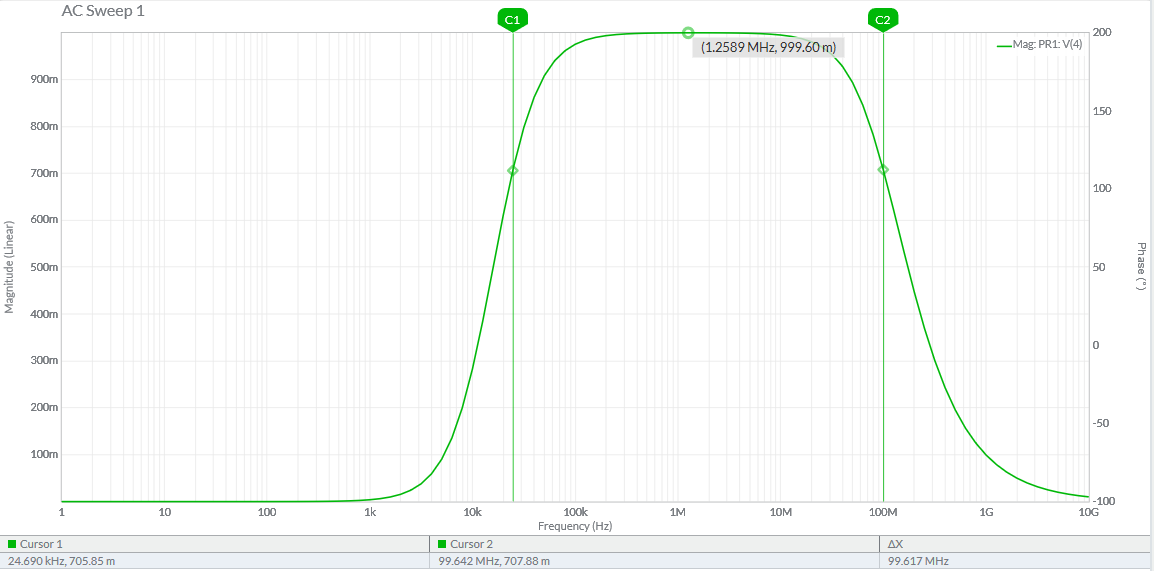 AC Sweep 1
C1
C2
200
(1.2589 MHz, 999.60 m)
Mag: PR1: V(4)
900m
800m
700m
600m
500m
400m
300m
200m
100m
150
100
50
0
-50
-100
Magnitude (Linear)
Phase (°)
1
10
100
1k
10k
100k
1M
10M
100M
1G
10G
Frequency (Hz)
Cursor 1
Cursor 2
ΔX
24.690 kHz, 705.85 m
99.642 MHz, 707.88 m
99.617 MHz